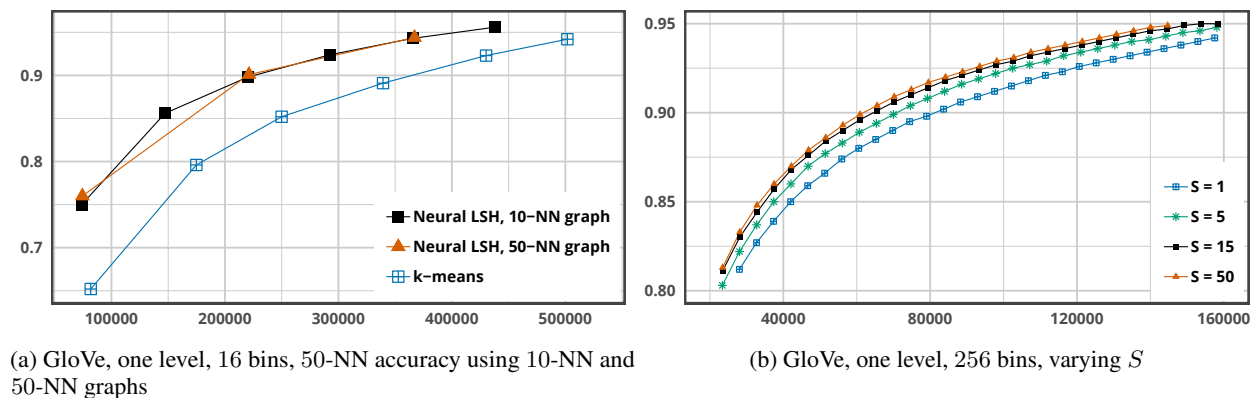 0.9
0.8
0.7
100000 200000 300000 400000 500000
Neural LSH, 10−NN graph
Neural LSH, 50−NN graph
k−means
(a) GloVe, one level, 16 bins, 50-NN accuracy using 10-NN and
50-NN graphs
0.95
0.90
0.85
0.80
40000 80000 120000 160000
S = 1
S = 5
S = 15
S = 50
(b) GloVe, one level, 256 bins, varying S